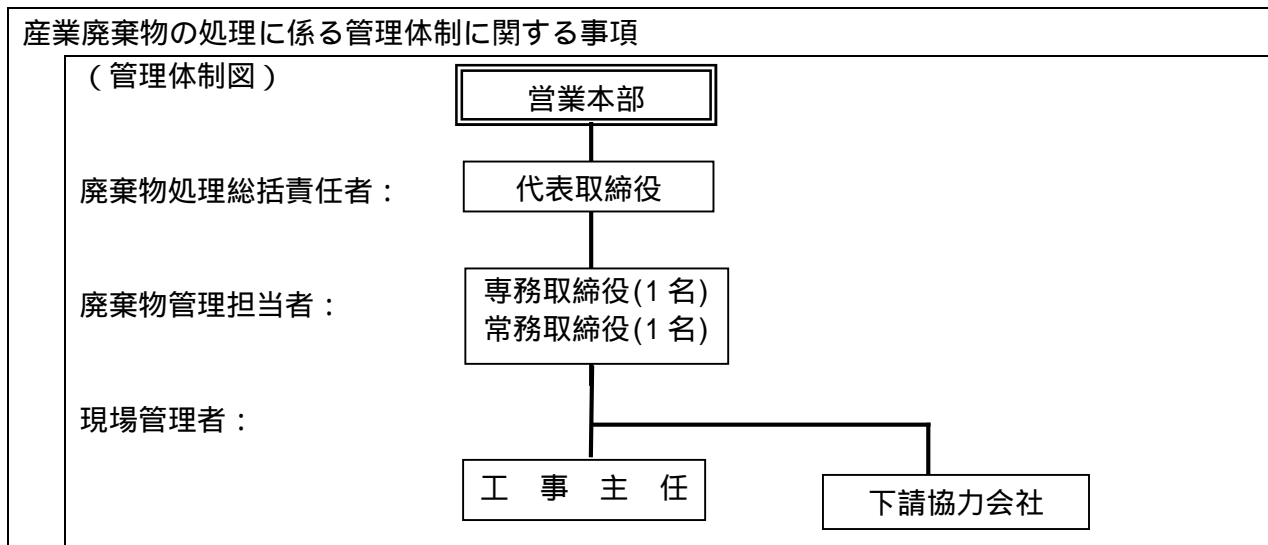 産業廃棄物の処理に係る管理体制に関する事項
（管理体制図）
営業本部
廃棄物処理総括責任者：
代表取締役
廃棄物管理担当者：
専務取締役(1名)
常務取締役(1名)
現場管理者：
工　事　主　任
下請協力会社